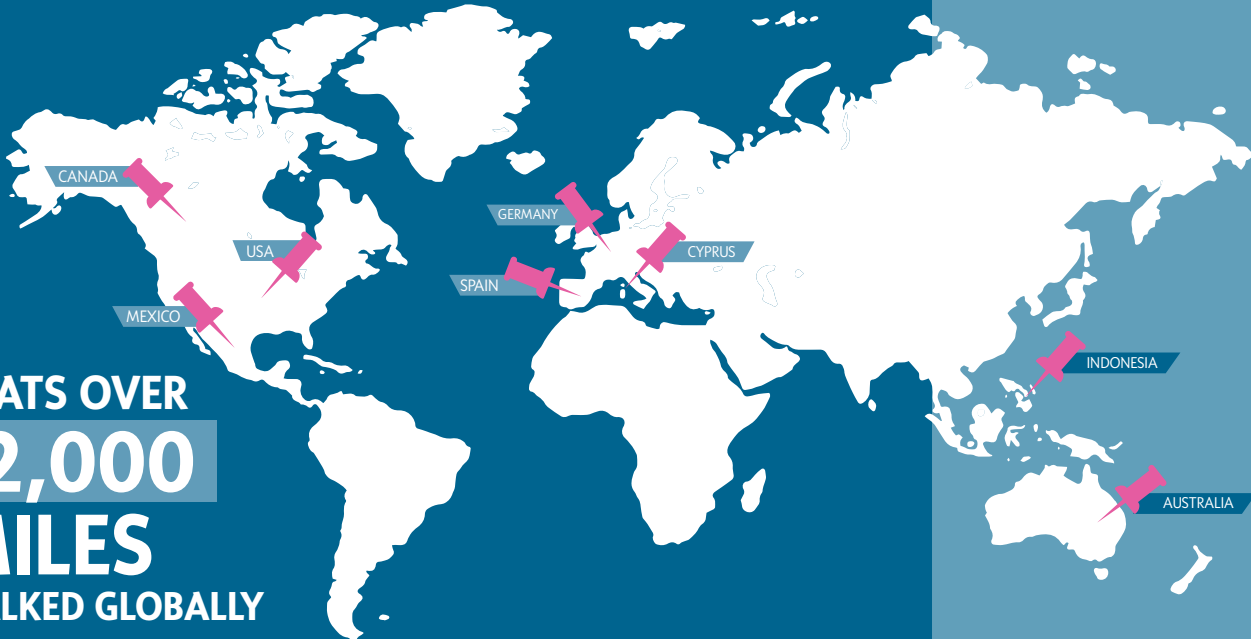 CANADA
GERMANY
USA
CYPRUS
SPAIN
MEXICO
INDONESIA
ATS OVER
2,000
MILES
LKED GLOBALLY
AUSTRALIA